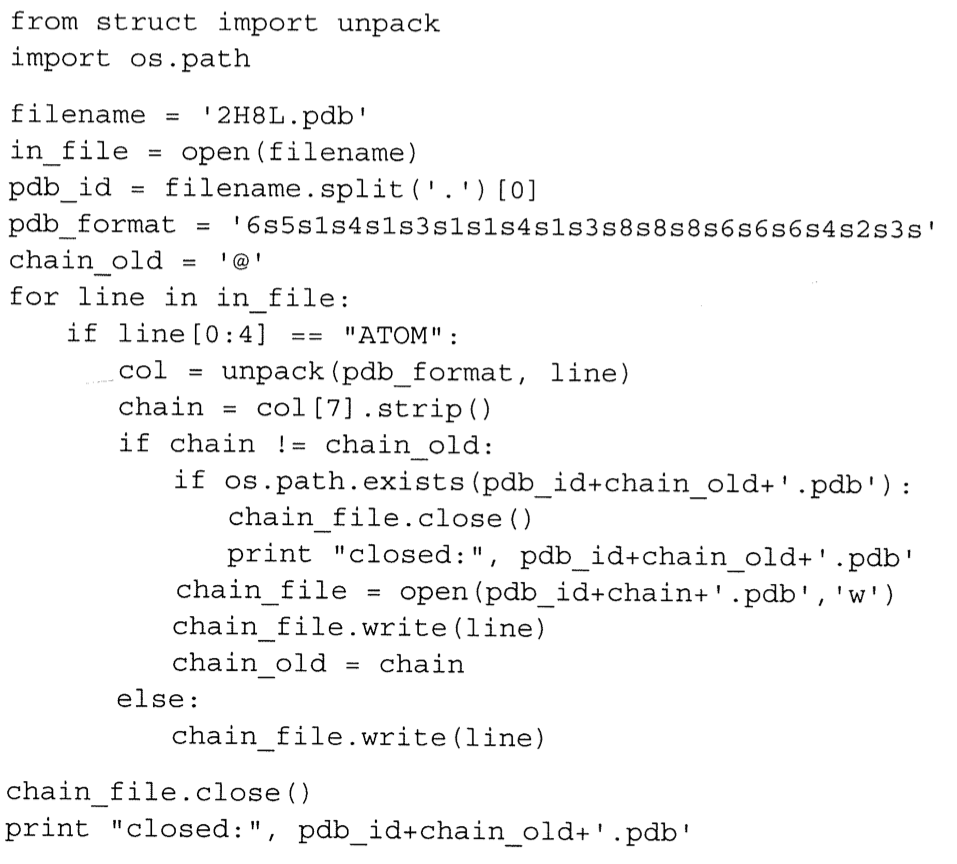 from struct import unpack
import os.path
filename = '2H8L.pdb'
in_file = open(filename)
pdb_id = filename.split('.')[0]
pdb_format = '6s5s1s4s1s3s1s1s4s1s3s8s8s8s6s6s6s4s2s3s'
chain_old = '@'
for line in in_file:
    if line[0:4] == "ATOM":
        col = unpack(pdb_format, line)
        chain = col[7].strip()
        if chain != chain_old:
            if os.path.exists(pdb_id+chain_old+'.pdb'):
                chain_file.close()
                print "closed:", pdb_id+chain_old+'.pdb'
            chain_file = open(pdb_id+chain+'.pdb','w')
            chain_file.write(line)
            chain_old = chain
        else:
            chain_file.write(line)
chain_file.close()
print "closed:", pdb_id+chain_old+'.pdb'